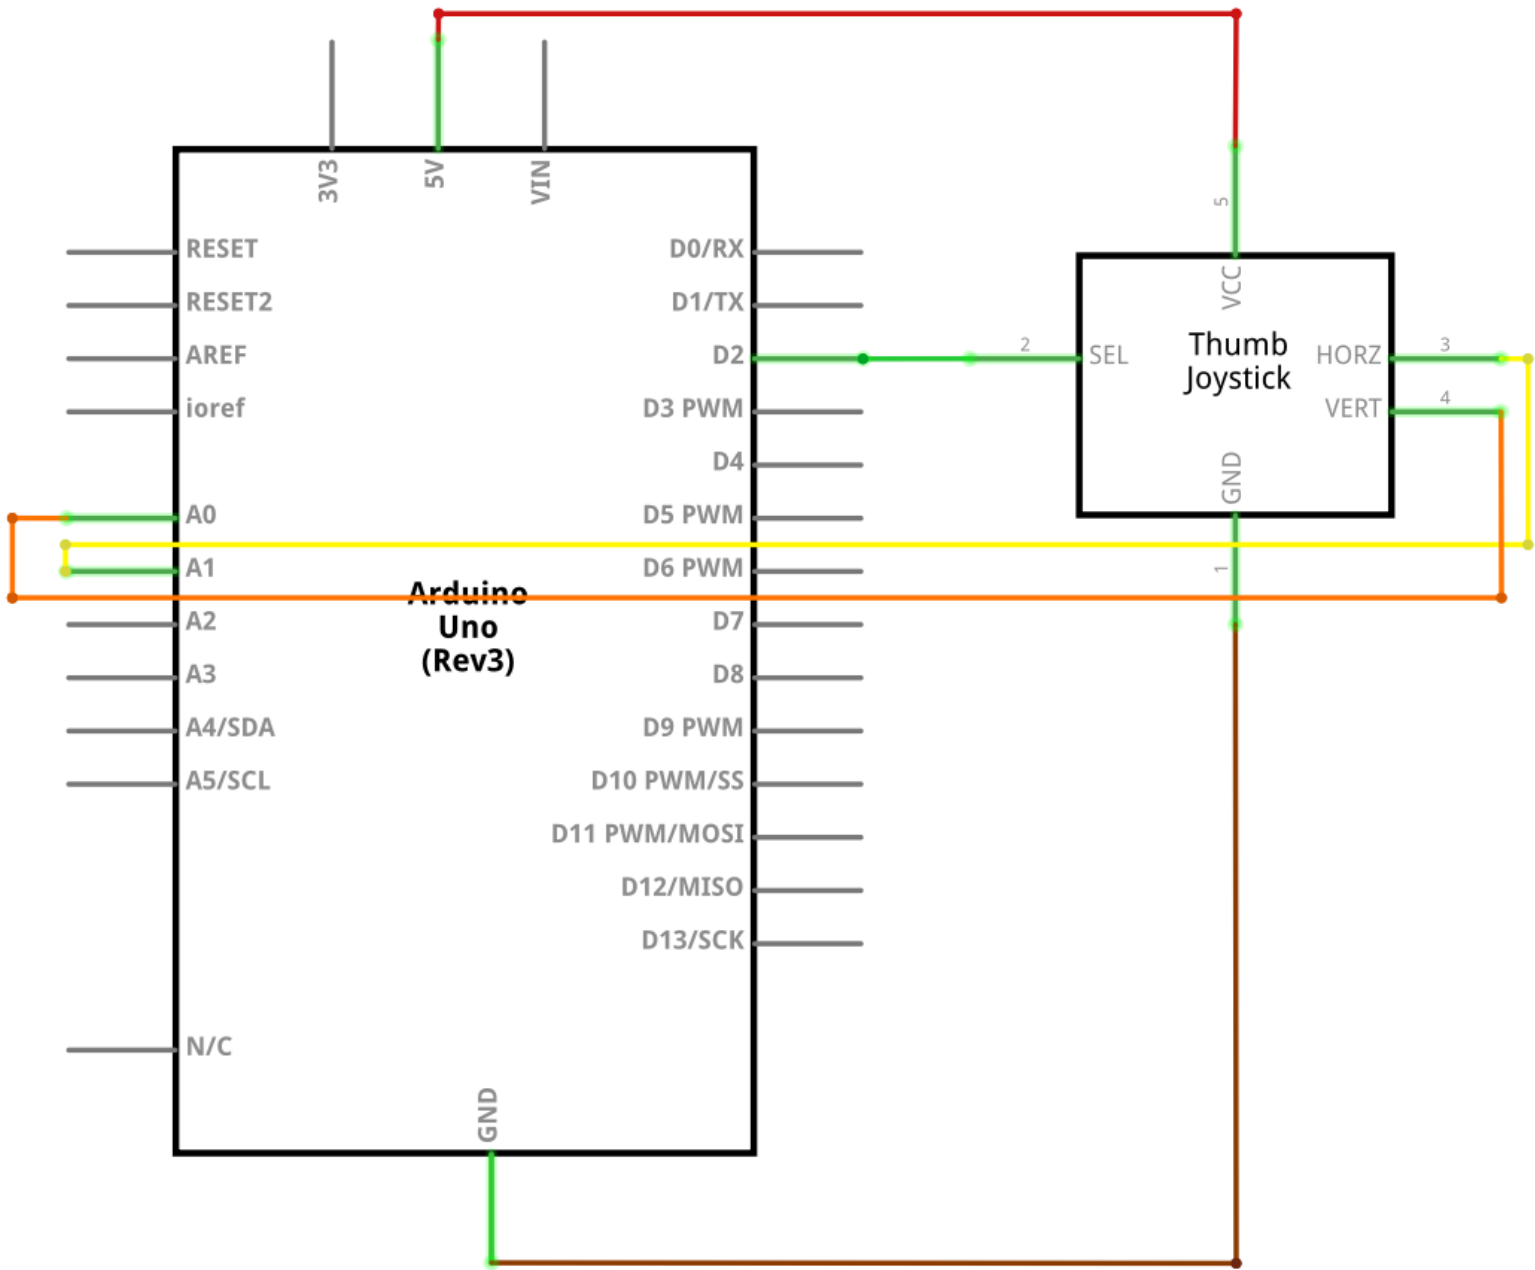 3V3
5V
VIN
RESET
RESET2
AREF
ioref
A0
A1
A2
A3
A4/SDA
A5/SCL
N/C
Arduino
Uno
(Rev3)
D0/RX
D1/TX
D2
D3 PWM
D4
D5 PWM
D6 PWM
D7
D8
D9 PWM
D10 PWM/SS
D11 PWM/MOSI
D12/MISO
D13/SCK
GND
5
VCC
2
SEL
Thumb
Joystick
HORZ
3
VERT
4
GND
1